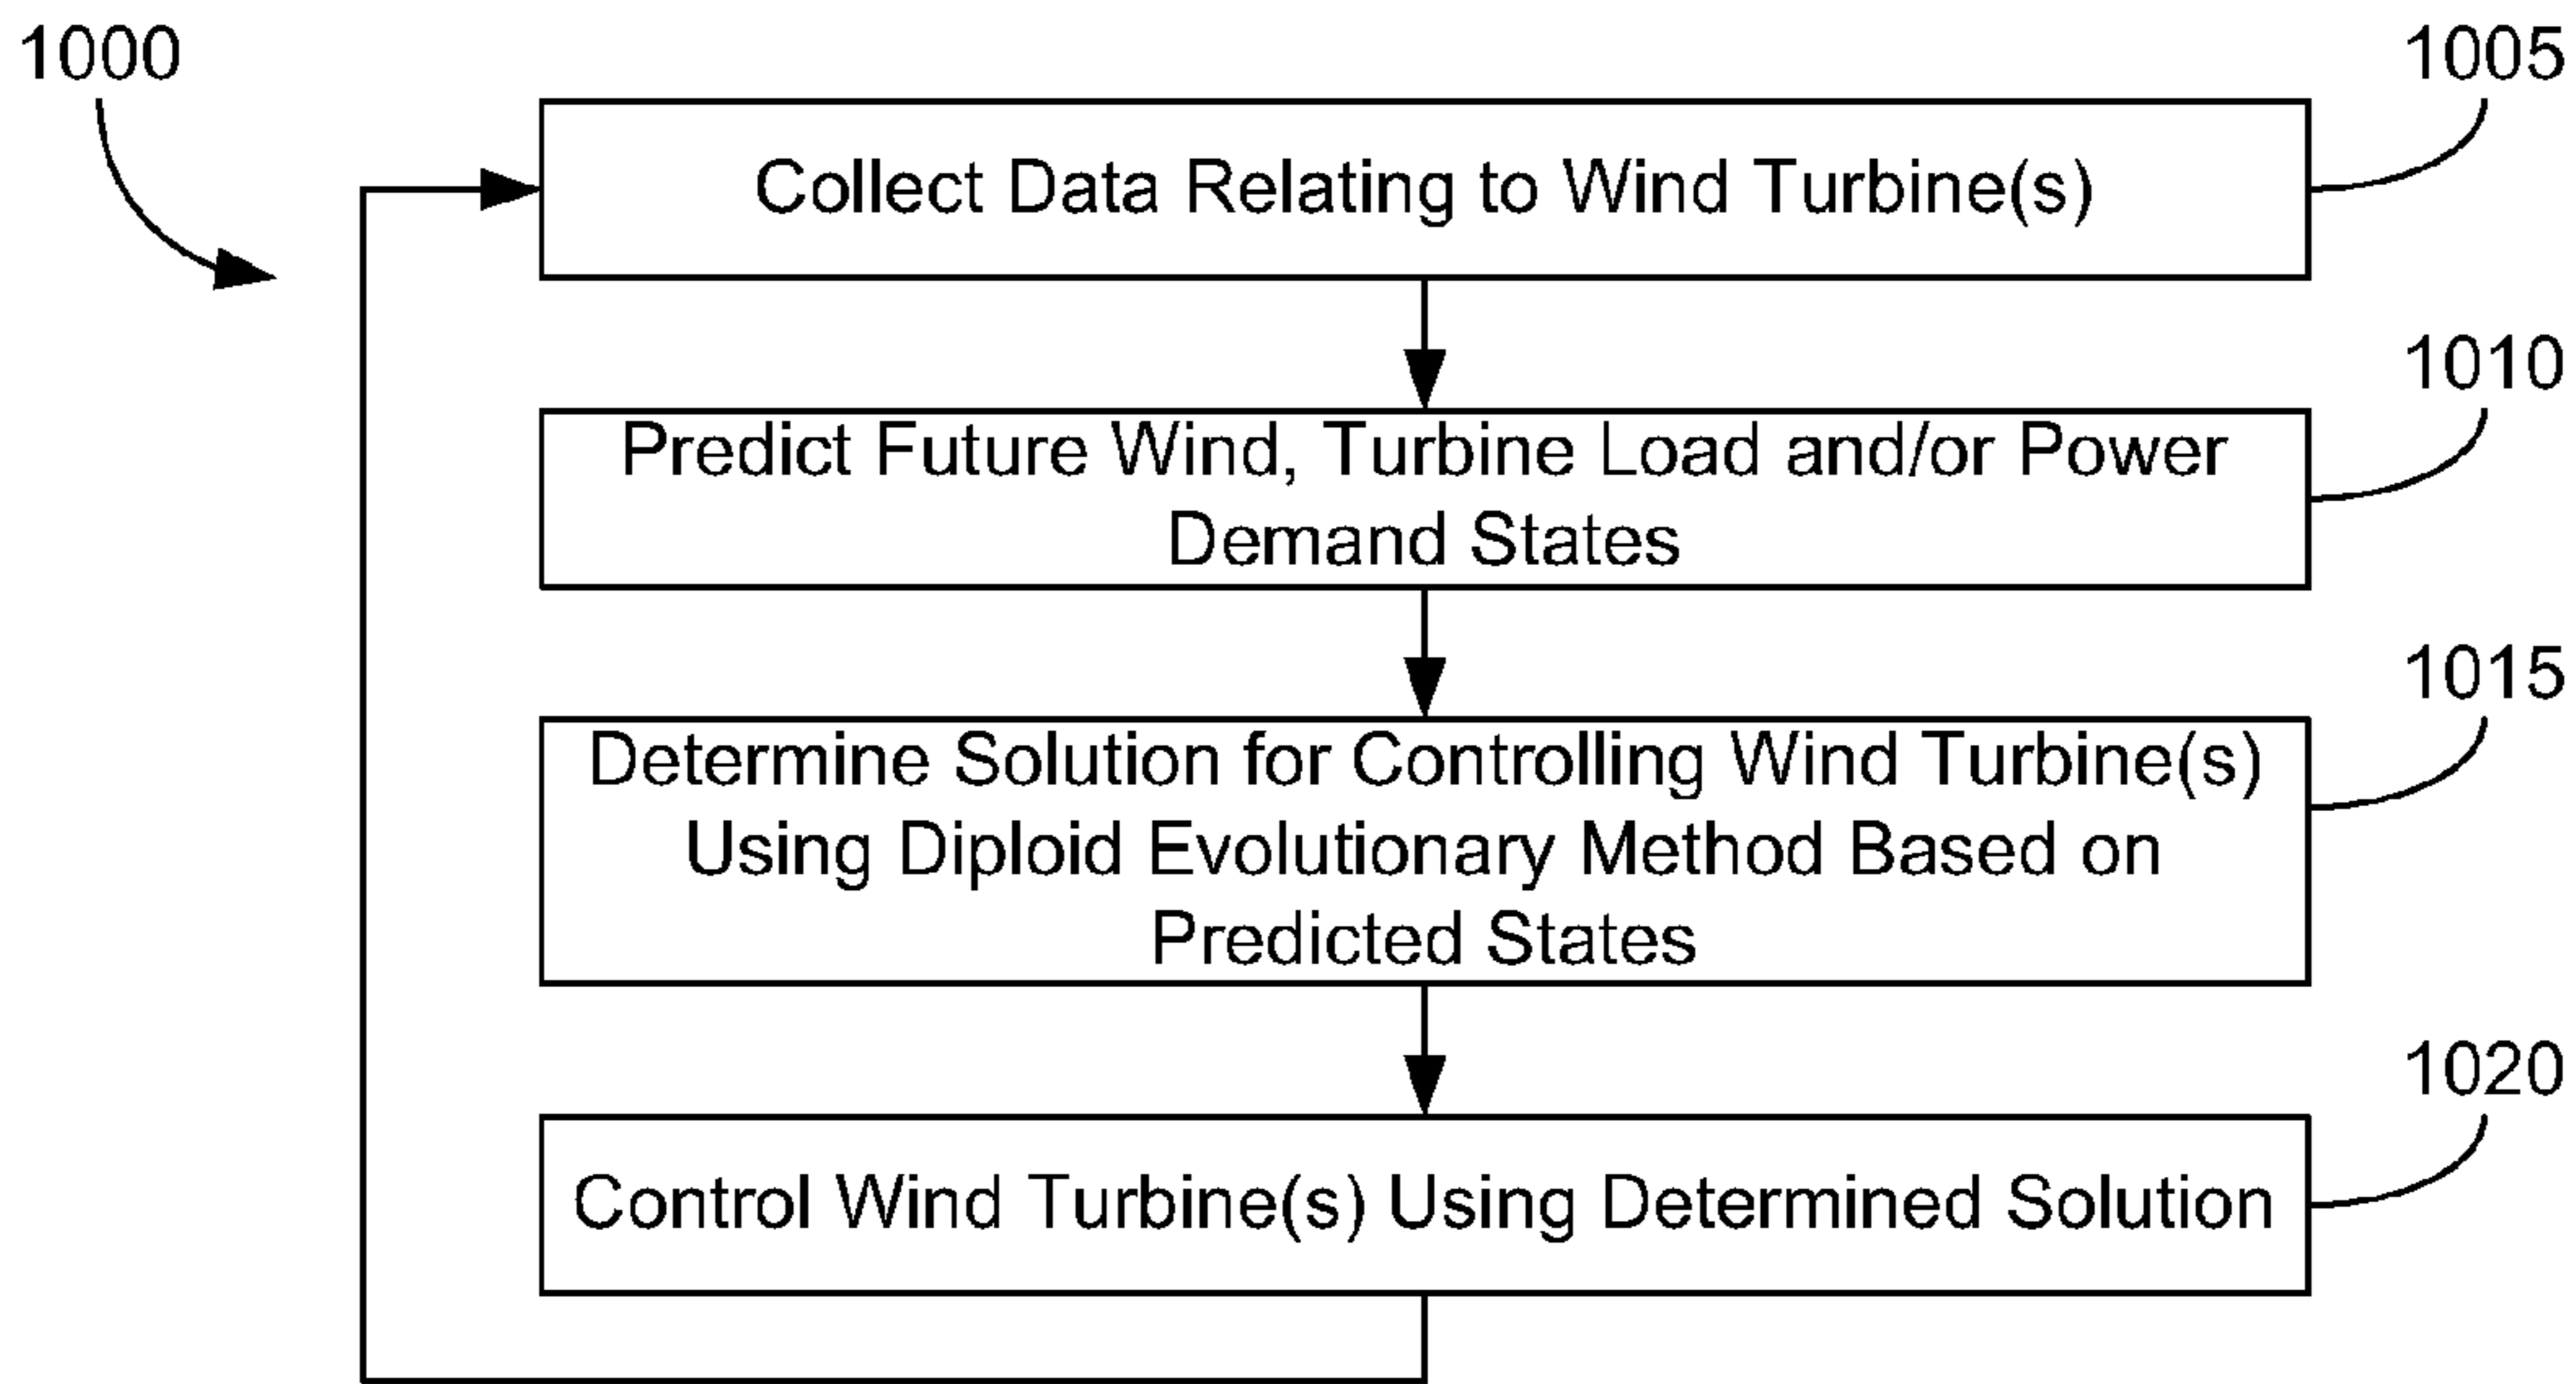 1000
1005
Collect Data Relating to Wind Turbine(s)
1010
Predict Future Wind, Turbine Load and/or Power
Demand States
1015
Determine Solution for Controlling Wind Turbine(s)
Using Diploid Evolutionary Method Based on
Predicted States
1020
Control Wind Turbine(s) Using Determined Solution